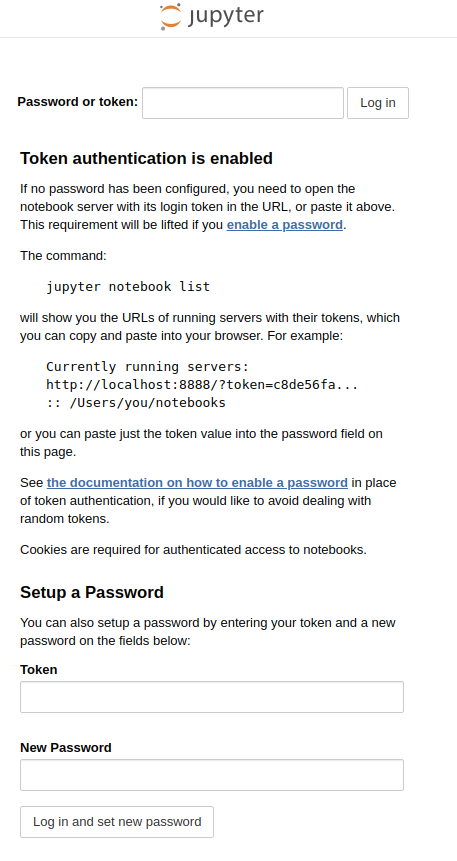 jupyter
Password or token: Log in
Token authentication is enabled
If no password has been configured, you need to open the
notebook server with its login token in the URL, or paste it above.
This requirement will be lifted if you enable a password.
The command:
jupyter notebook list
will show you the URLs of running servers with their tokens, which
you can copy and paste into your browser. For example:
Currently running servers:
http://localhost:8888/?token=c8de56fa...
:: /Users/you/notebooks
or you can paste just the token value into the password field on
this page.
See the documentation on how to enable a password in place
of token authentication, if you would like to avoid dealing with
random tokens.
Cookies are required for authenticated access to notebooks.
Setup a Password
You can also setup a password by entering your token and a new
password on the fields below:
Token
New Password
Log in and set new password